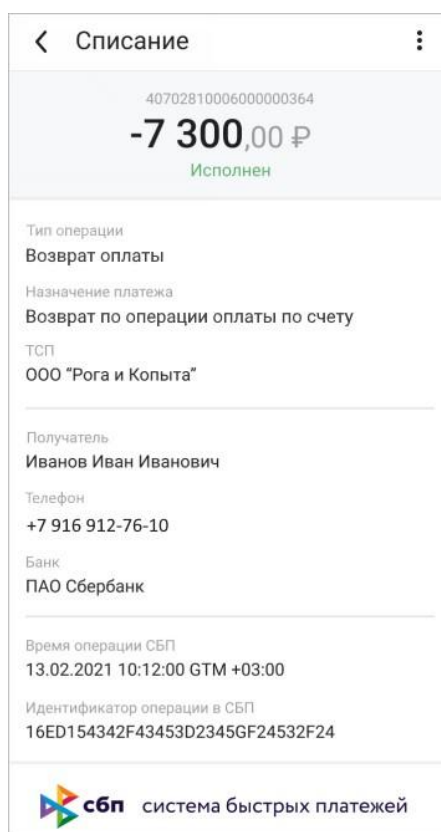 Списание
40702810006000000364
-7 300,00 ₽
Исполнен
Тип операции
Возврат оплаты
Назначение платежа
Возврат по операции оплаты по счету
ТСП
ООО "Рога и Копыта"
Получатель
Иванов Иван Иванович
Телефон
+7 916 912-76-10
Банк
ПАО Сбербанк
Время операции СБП
13.02.2021 10:12:00 GTM +03:00
Идентификатор операции в СБП
16ED154342F43453D2345GF24532F24
сбп система быстрых платежей